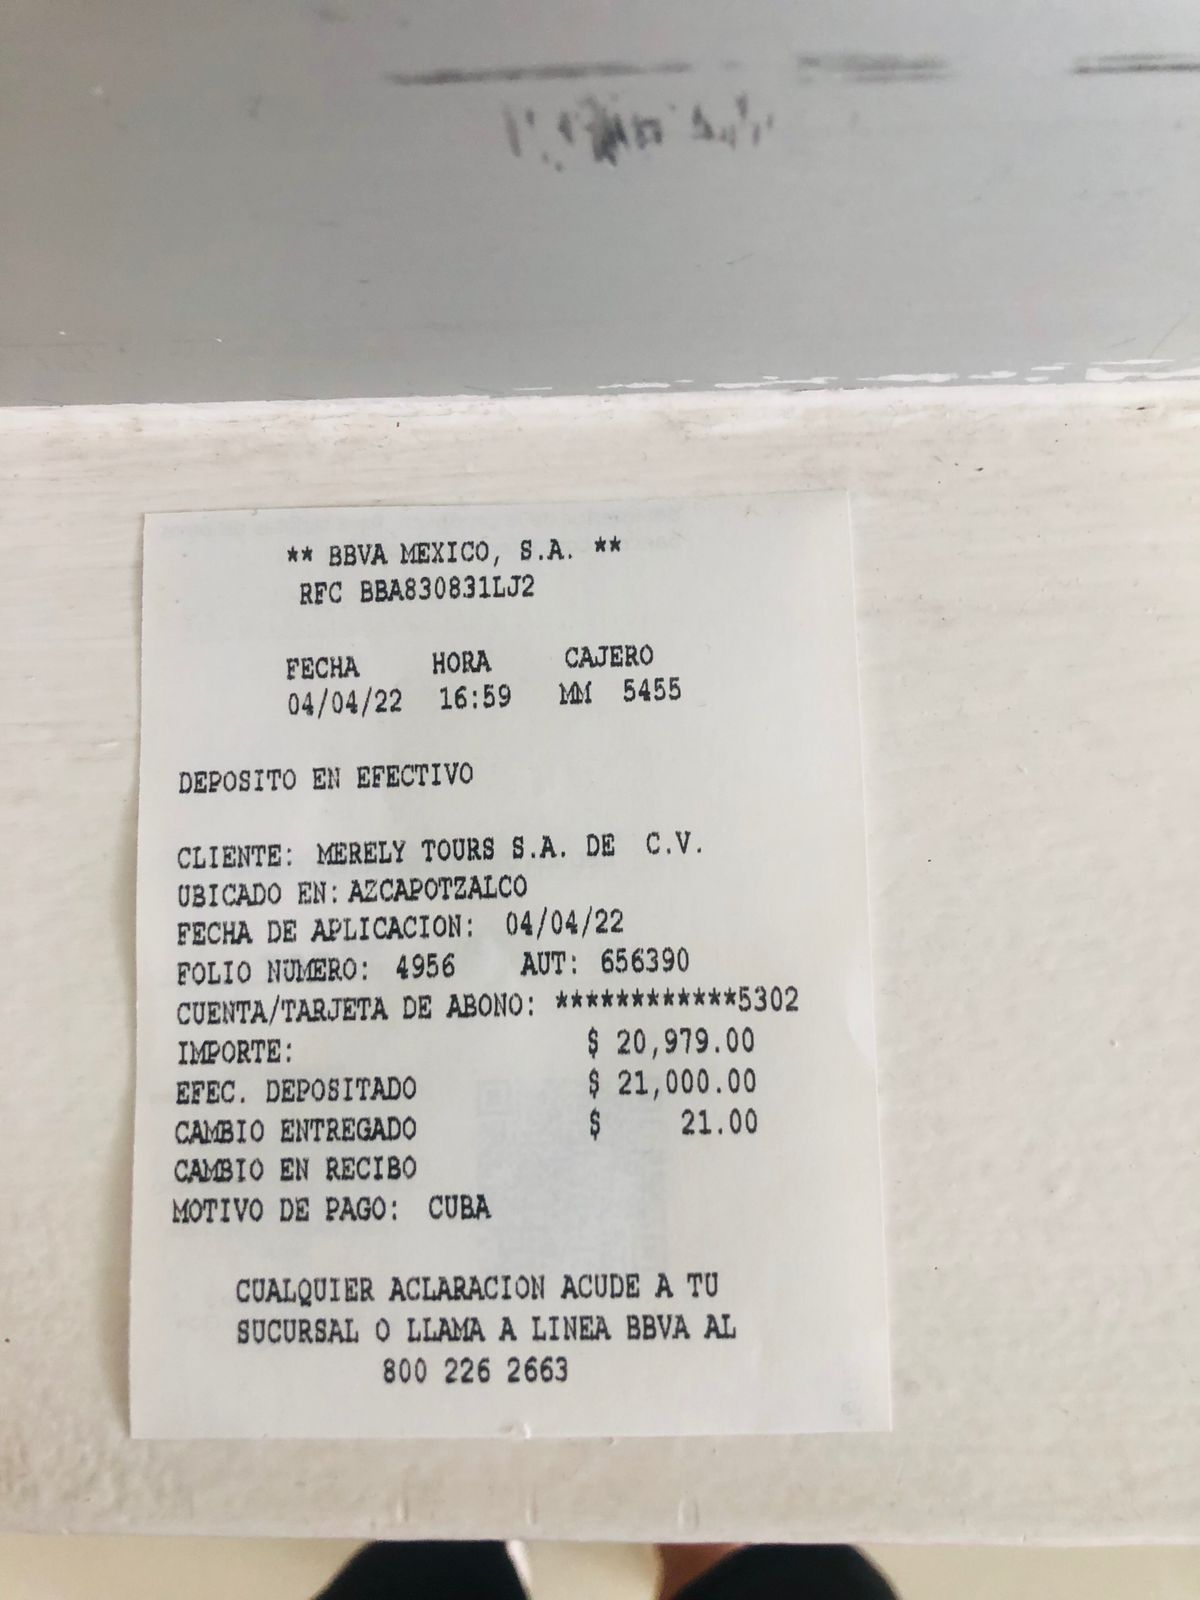 ** BBVA MEXICO, S.A. **
RFC BBA830831LJ2
FECHA HORA CAJERO
04/04/22 16:59 MM 5455
DEPOSITO EN EFECTIVO
CLIENTE: MERELY TOURS S.A. DE C.V.
UBICADO EN: AZCAPOTZALCO
FECHA DE APLICACION: 04/04/22
FOLIO NUMERO: 4956 AUT: 656390
CUENTA/TARJETA DE ABONO: ************5302
IMPORTE: $ 20,979.00
EFEC. DEPOSITADO $ 21,000.00
CAMBIO ENTREGADO $ 21.00
CAMBIO EN RECIBO
MOTIVO DE PAGO: CUBA
CUALQUIER ACLARACION ACUDE A TU
SUCURSAL O LLAMA A LINEA BBVA AL
800 226 2663